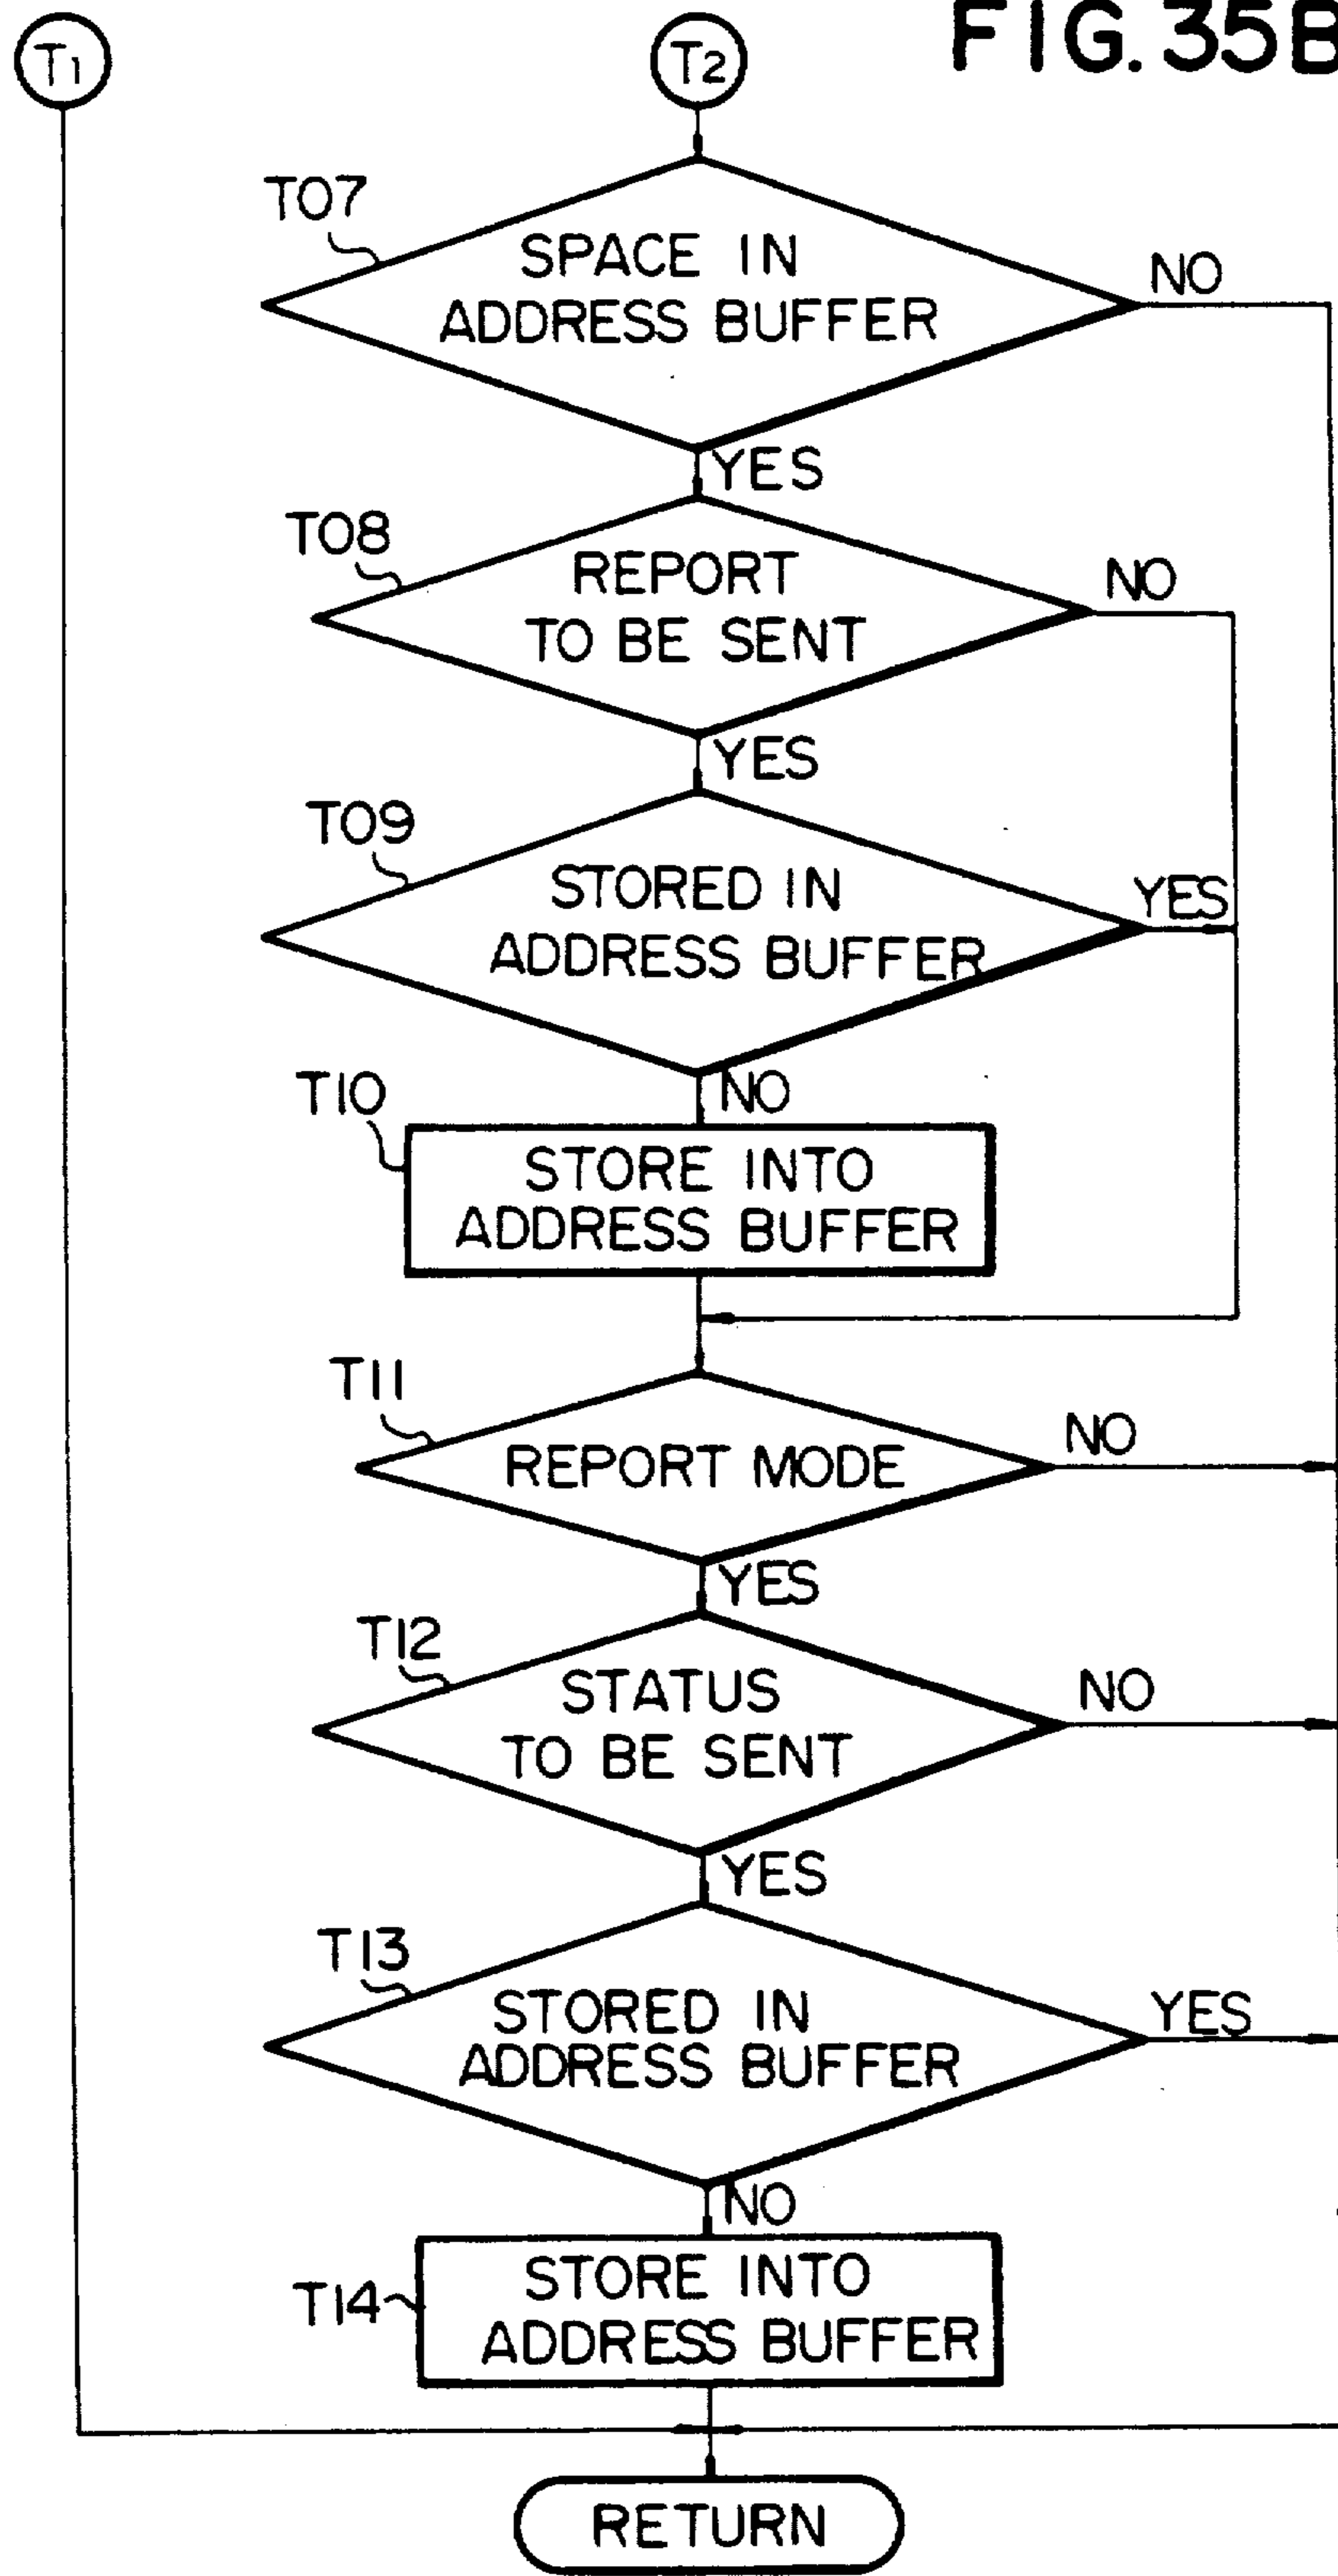 FIG. 35B
T1
T2
T07
SPACE IN
ADDRESS BUFFER
NO
YES
T08
REPORT
TO BE SENT
NO
YES
T09
STORED IN
ADDRESS BUFFER
YES
NO
T10
STORE INTO
ADDRESS BUFFER
T11
REPORT MODE
NO
YES
T12
STATUS
TO BE SENT
NO
YES
T13
STORED IN
ADDRESS BUFFER
YES
NO
T14
STORE INTO
ADDRESS BUFFER
RETURN